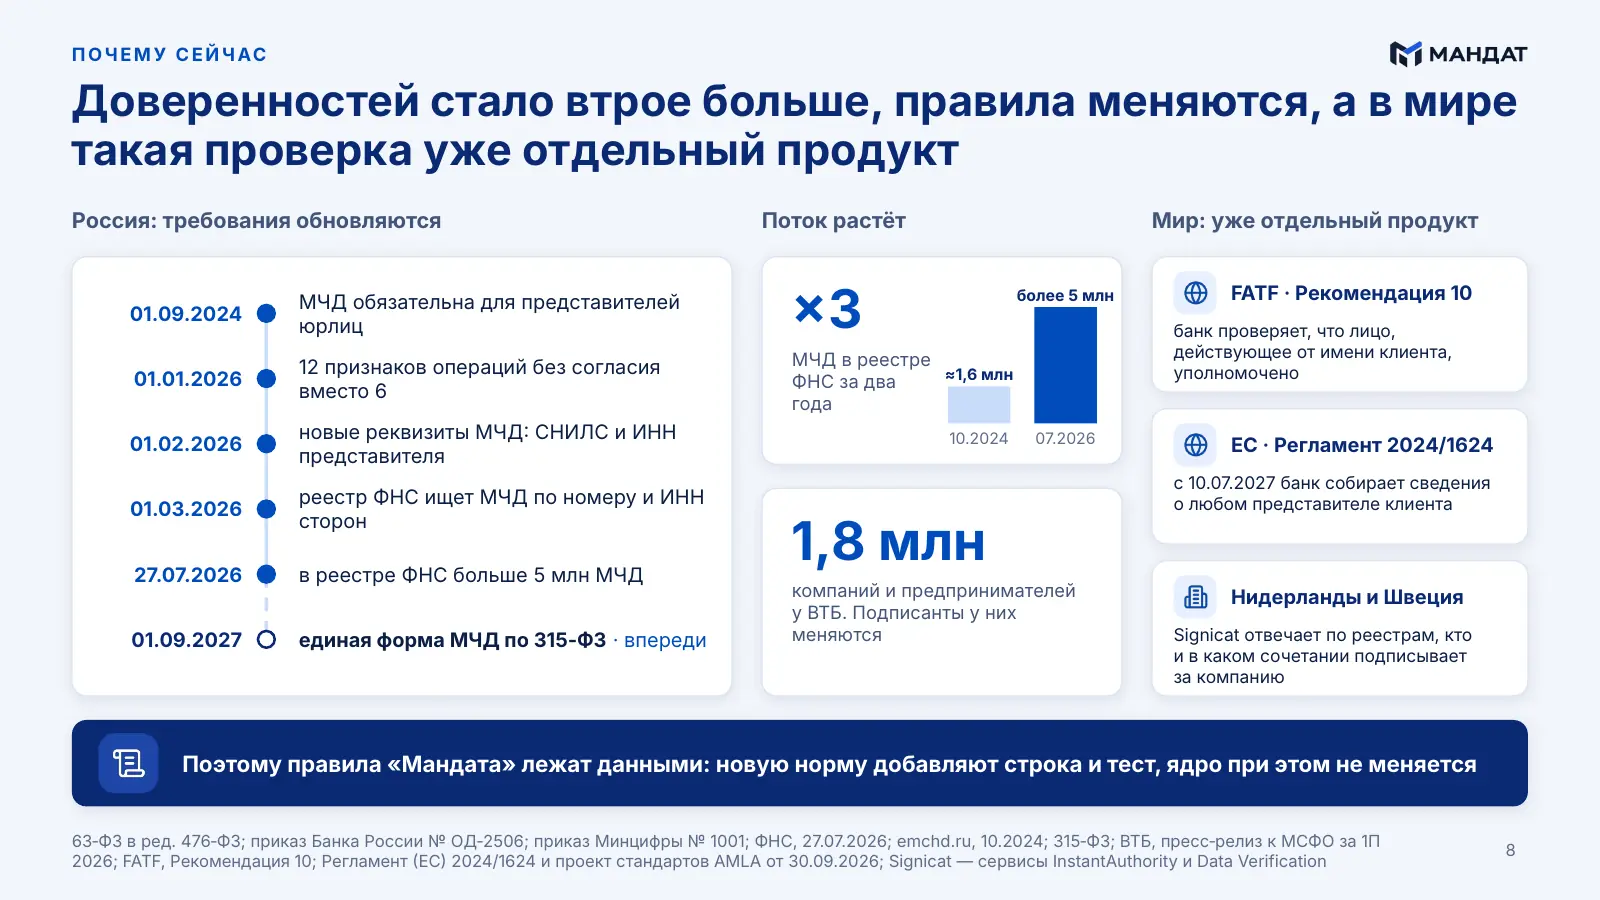 ПОЧЕМУ СЕЙЧАС
МАНДАТ
Доверенностей стало втрое больше, правила меняются, а в мире
такая проверка уже отдельный продукт
Россия: требования обновляются
01.09.2024
МЧД обязательна для представителей
юрлиц
01.01.2026
12 признаков операций без согласия
вместо 6
01.02.2026
новые реквизиты МЧД: СНИЛС и ИНН
представителя
01.03.2026
реестр ФНС ищет МЧД по номеру и ИНН
сторон
27.07.2026
в реестре ФНС больше 5 млн МЧД
01.09.2027
единая форма МЧД по 315-ФЗ · впереди
Поток растёт
×3
МЧД в реестре
ФНС за два
года
≈1,6 млн
более 5 млн
10.2024
07.2026
1,8 млн
компаний и предпринимателей
у ВТБ. Подписанты у них
меняются
Мир: уже отдельный продукт
FATF · Рекомендация 10
банк проверяет, что лицо,
действующее от имени клиента,
уполномочено
ЕС · Регламент 2024/1624
с 10.07.2027 банк собирает сведения
о любом представителе клиента
Нидерланды и Швеция
Signicat отвечает по реестрам, кто
и в каком сочетании подписывает
за компанию
Поэтому правила «Мандата» лежат данными: новую норму добавляют строка и тест, ядро при этом не меняется
63-ФЗ в ред. 476-ФЗ; приказ Банка России № ОД-2506; приказ Минцифры № 1001; ФНС, 27.07.2026; emchd.ru, 10.2024; 315-ФЗ; ВТБ, пресс-релиз к МСФО за 1П
2026; FATF, Рекомендация 10; Регламент (ЕС) 2024/1624 и проект стандартов AMLA от 30.09.2026; Signicat — сервисы InstantAuthority и Data Verification
8